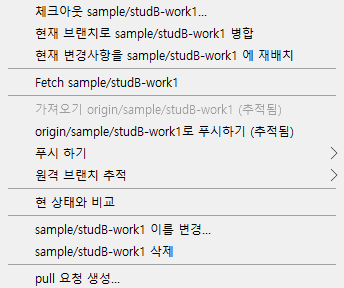 체크아웃 sample/studB-work1...
현재 브랜치로 sample/studB-work1 병합
현재 변경사항을 sample/studB-work1 에 재배치
Fetch sample/studB-work1
가져오기 origin/sample/studB-work1 (추적됨)
origin/sample/studB-work1로 푸시하기 (추적됨)
푸시 하기
원격 브랜치 추적
현 상태와 비교
sample/studB-work1 이름 변경...
sample/studB-work1 삭제
pull 요청 생성...